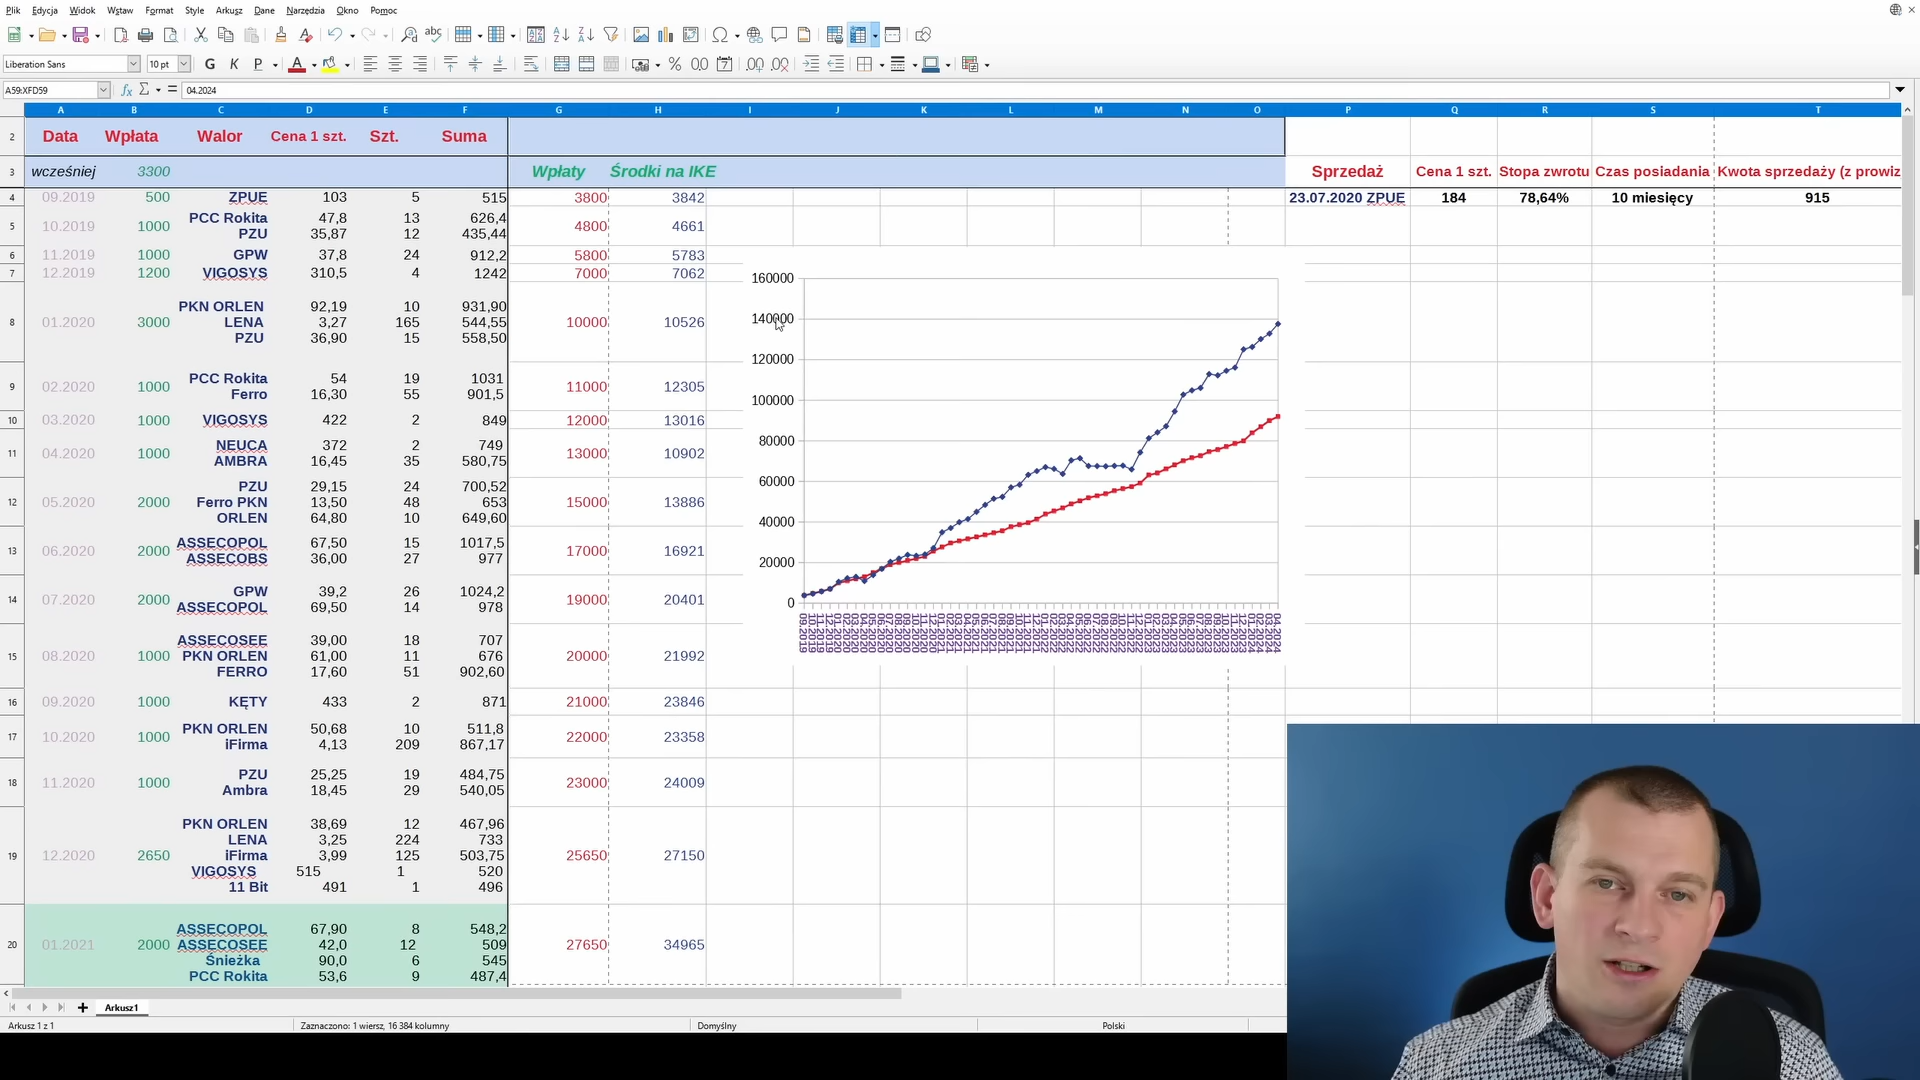 Plik Edycja Widok Wstaw Format Style Arkusz Dane Narzędzia Okno Pomoc
Liberation Sans 10 pt
A59:XFD59 04.2024
A B C D E F G H I J K L M N O P Q R S T
2 Data Wpłata Walor Cena 1 szt. Szt. Suma
3 wcześniej 3300 Wpłaty Środki na IKE Sprzedaż Cena 1 szt. Stopa zwrotu Czas posiadania Kwota sprzedaży (z prowiz
4 09.2019 500 ZPUE 103 5 515 3800 3842 23.07.2020 ZPUE 184 78,64% 10 miesięcy 915
PCC Rokita 47,8 13 626,4
5 10.2019 1000 4800 4661
PZU 35,87 12 435,44
6 11.2019 1000 GPW 37,8 24 912,2 5800 5783
7 12.2019 1200 VIGOSYS 310,5 4 1242 7000 7062
PKN ORLEN 92,19 10 931,90
8 01.2020 3000 LENA 3,27 165 544,55 10000 10526
PZU 36,90 15 558,50
PCC Rokita 54 19 1031
9 02.2020 1000 11000 12305
Ferro 16,30 55 901,5
10 03.2020 1000 VIGOSYS 422 2 849 12000 13016
NEUCA 372 2 749
11 04.2020 1000 13000 10902
AMBRA 16,45 35 580,75
PZU 29,15 24 700,52
12 05.2020 2000 Ferro PKN 13,50 48 653 15000 13886
ORLEN 64,80 10 649,60
ASSECOPOL 67,50 15 1017,5
13 06.2020 2000 17000 16921
ASSECOBS 36,00 27 977
GPW 39,2 26 1024,2
14 07.2020 2000 19000 20401
ASSECOPOL 69,50 14 978
ASSECOSEE 39,00 18 707
15 08.2020 1000 PKN ORLEN 61,00 11 676 20000 21992
FERRO 17,60 51 902,60
16 09.2020 1000 KĘTY 433 2 871 21000 23846
PKN ORLEN 50,68 10 511,8
17 10.2020 1000 22000 23358
iFirma 4,13 209 867,17
PZU 25,25 19 484,75
18 11.2020 1000 23000 24009
Ambra 18,45 29 540,05
PKN ORLEN 38,69 12 467,96
LENA 3,25 224 733
19 12.2020 2650 iFirma 3,99 125 503,75 25650 27150
VIGOSYS 515 1 520
11 Bit 491 1 496
ASSECOPOL 67,90 8 548,2
20 01.2021 2000 ASSECOSEE 42,0 12 509 27650 34965
Śnieżka 90,0 6 545
PCC Rokita 53,6 9 487,4
160000
140000
120000
100000
80000
60000
40000
20000
0
Arkusz1
Arkusz 1 z 1 Zaznaczono: 1 wiersz, 16 384 kolumny Domyślny Polski